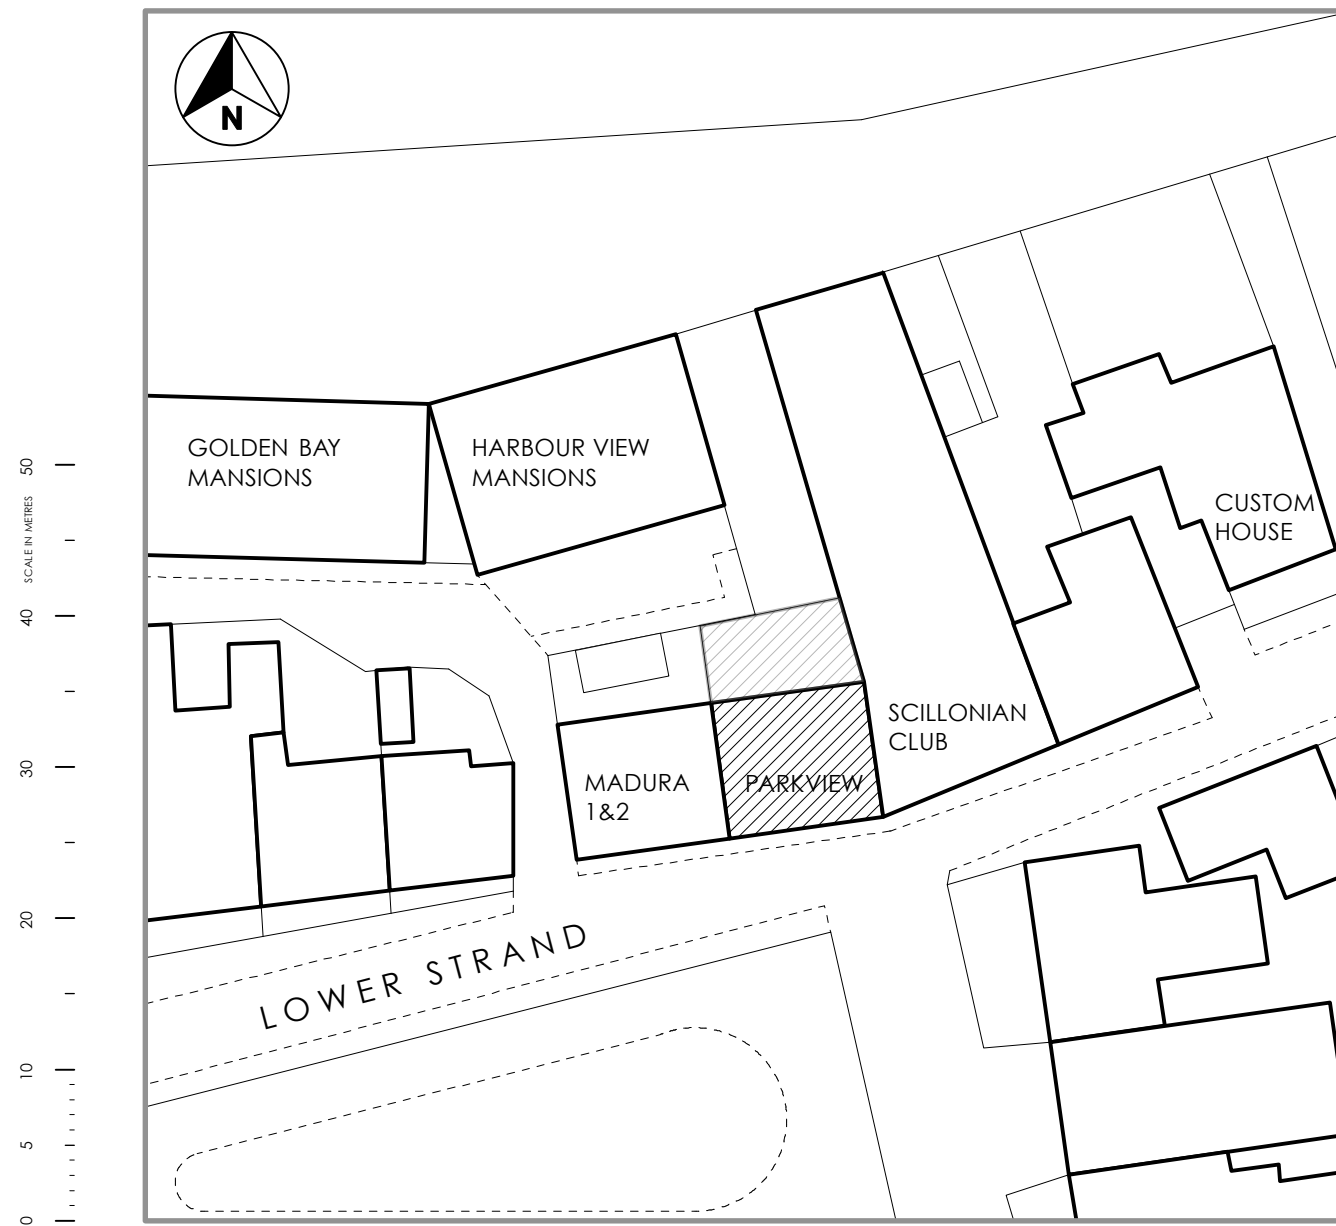 N
GOLDEN BAY
MANSIONS
HARBOUR VIEW
MANSIONS
CUSTOM
HOUSE
SCILLONIAN
CLUB
MADURA
1&2
PARKVIEW
LOWER STRAND
SCALE IN METRES
50
40
30
20
10
5
0